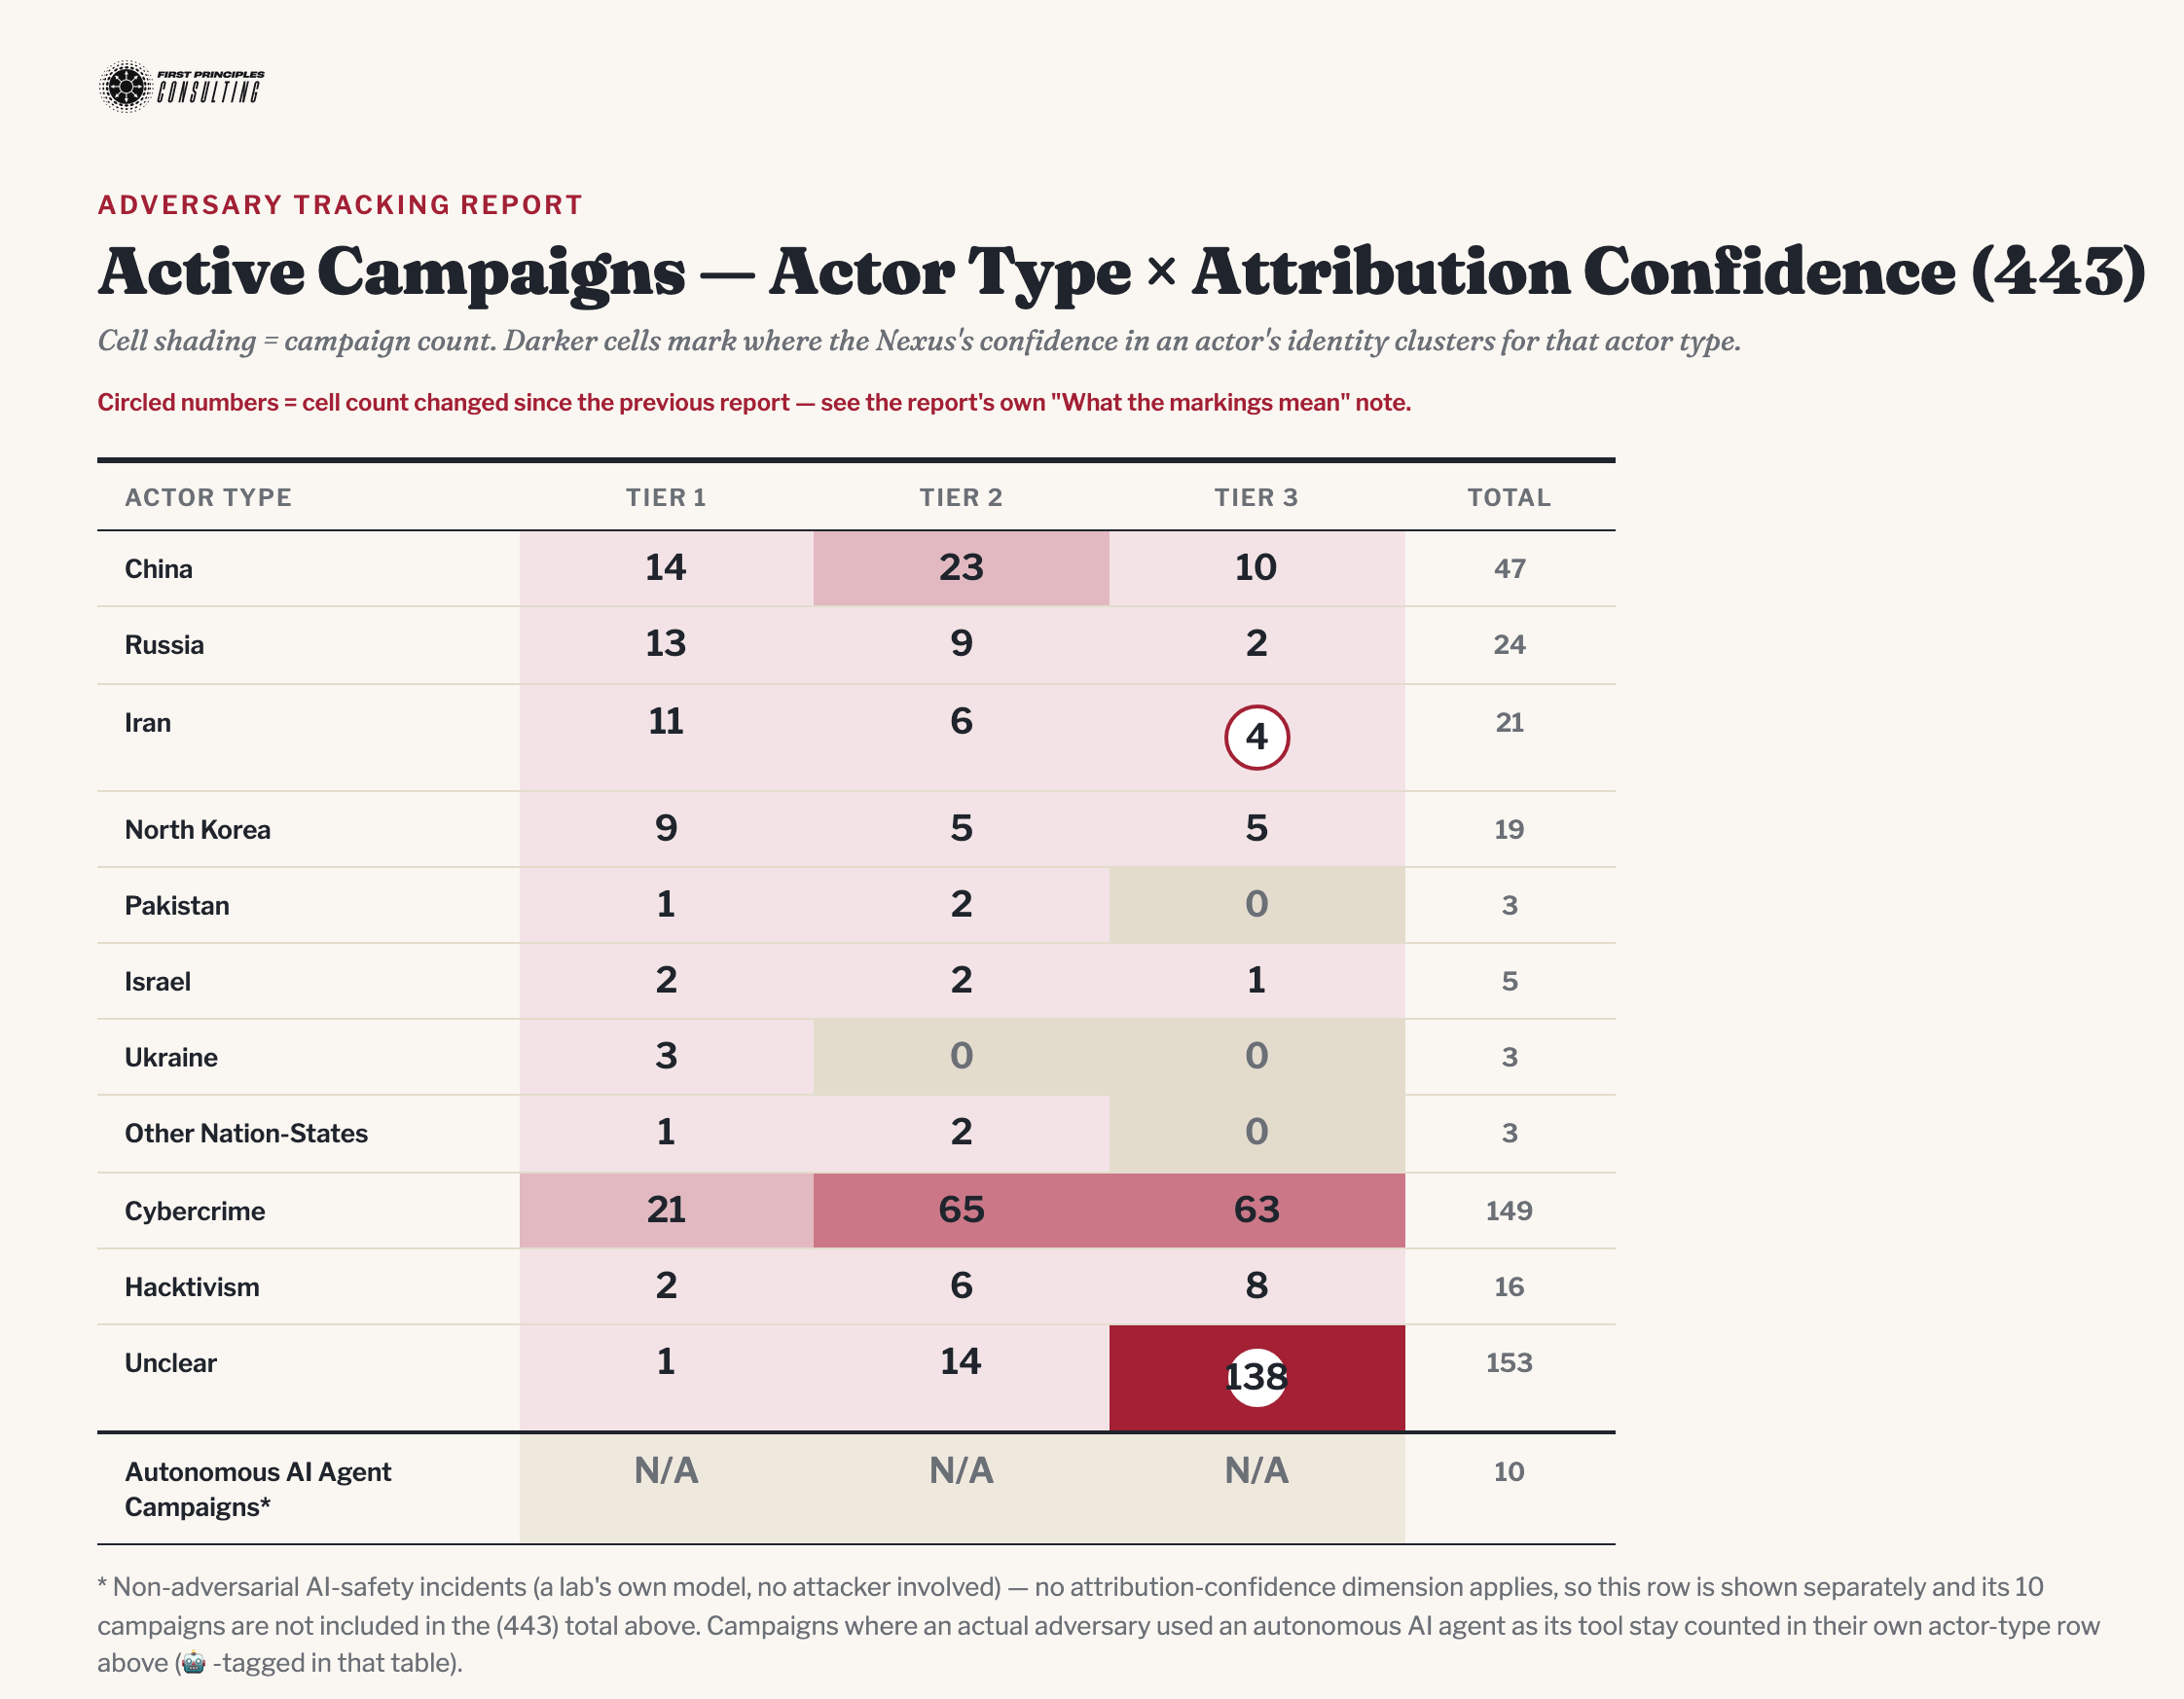 FIRST PRINCIPLES
CONSULTING
ADVERSARY TRACKING REPORT
Active Campaigns — Actor Type × Attribution Confidence (443)
Cell shading = campaign count. Darker cells mark where the Nexus's confidence in an actor's identity clusters for that actor type.
Circled numbers = cell count changed since the previous report — see the report's own "What the markings mean" note.
ACTOR TYPE TIER 1 TIER 2 TIER 3 TOTAL
China 14 23 10 47
Russia 13 9 2 24
Iran 11 6 4 21
North Korea 9 5 5 19
Pakistan 1 2 0 3
Israel 2 2 1 5
Ukraine 3 0 0 3
Other Nation-States 1 2 0 3
Cybercrime 21 65 63 149
Hacktivism 2 6 8 16
Unclear 1 14 138 153
Autonomous AI Agent N/A N/A N/A 10
Campaigns*
* Non-adversarial AI-safety incidents (a lab's own model, no attacker involved) — no attribution-confidence dimension applies, so this row is shown separately and its 10
campaigns are not included in the (443) total above. Campaigns where an actual adversary used an autonomous AI agent as its tool stay counted in their own actor-type row
above (🤖 -tagged in that table).